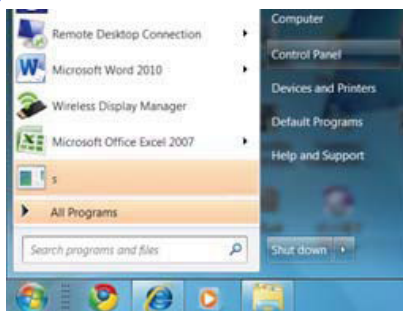 Remote Desktop Connection
Microsoft Word 2010
Wireless Display Manager
Microsoft Office Excel 2007
s
All Programs
Search programs and files
Computer
Control Panel
Devices and Printers
Default Programs
Help and Support
Shut down